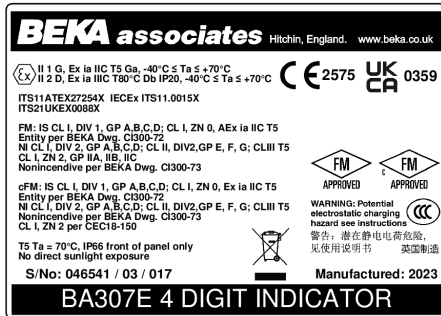 BEKA associates Hitchin, England. www.beka.co.uk
Ex II 1 G, Ex ia IIC T5 Ga, -40°C ≤ Ta ≤ +70°C
II 2 D, Ex ia IIIC T80°C Db IP20, -40°C ≤ Ta ≤ +70°C
CE 2575 UKCA 0359
ITS11ATEX27254X IECEx ITS11.0015X
ITS21UKEX0088X
FM: IS CL I, DIV 1, GP A,B,C,D; CL I, ZN 0, AEx ia IIC T5
Entity per BEKA Dwg. CI300-72
NI CL I, DIV 2, GP A,B,C,D; CL II, DIV2,GP E, F, G; CLIII T5
CL I, ZN 2, GP IIA, IIB, IIC
Nonincendive per BEKA Dwg. CI300-73
FM APPROVED
c FM APPROVED
cFM: IS CL I, DIV 1, GP A,B,C,D; CL I, ZN 0, Ex ia IIC T5
Entity per BEKA Dwg. CI300-72
NI CL I, DIV 2, GP A,B,C,D; CL II, DIV2,GP E, F, G; CLIII T5
Nonincendive per BEKA Dwg. CI300-73
CL I, ZN 2 per CEC18-150
WARNING: Potential
electrostatic charging
hazard see instructions
CCC
警告: 潜在静电电荷危险,
见使用说明书 英国制造
T5 Ta = 70°C, IP66 front of panel only
No direct sunlight exposure
S/No: 046541 / 03 / 017
Manufactured: 2023
BA307E 4 DIGIT INDICATOR